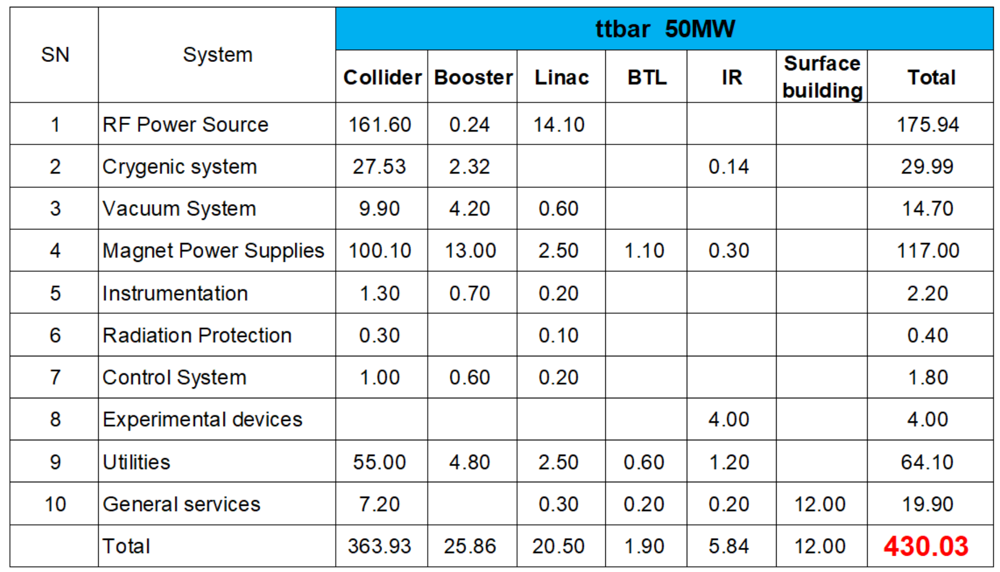 SN System ttbar 50MW
Collider Booster Linac BTL IR Surface building Total
1 RF Power Source 161.60 0.24 14.10 175.94
2 Crygenic system 27.53 2.32 0.14 29.99
3 Vacuum System 9.90 4.20 0.60 14.70
4 Magnet Power Supplies 100.10 13.00 2.50 1.10 0.30 117.00
5 Instrumentation 1.30 0.70 0.20 2.20
6 Radiation Protection 0.30 0.10 0.40
7 Control System 1.00 0.60 0.20 1.80
8 Experimental devices 4.00 4.00
9 Utilities 55.00 4.80 2.50 0.60 1.20 64.10
10 General services 7.20 0.30 0.20 0.20 12.00 19.90
Total 363.93 25.86 20.50 1.90 5.84 12.00 430.03